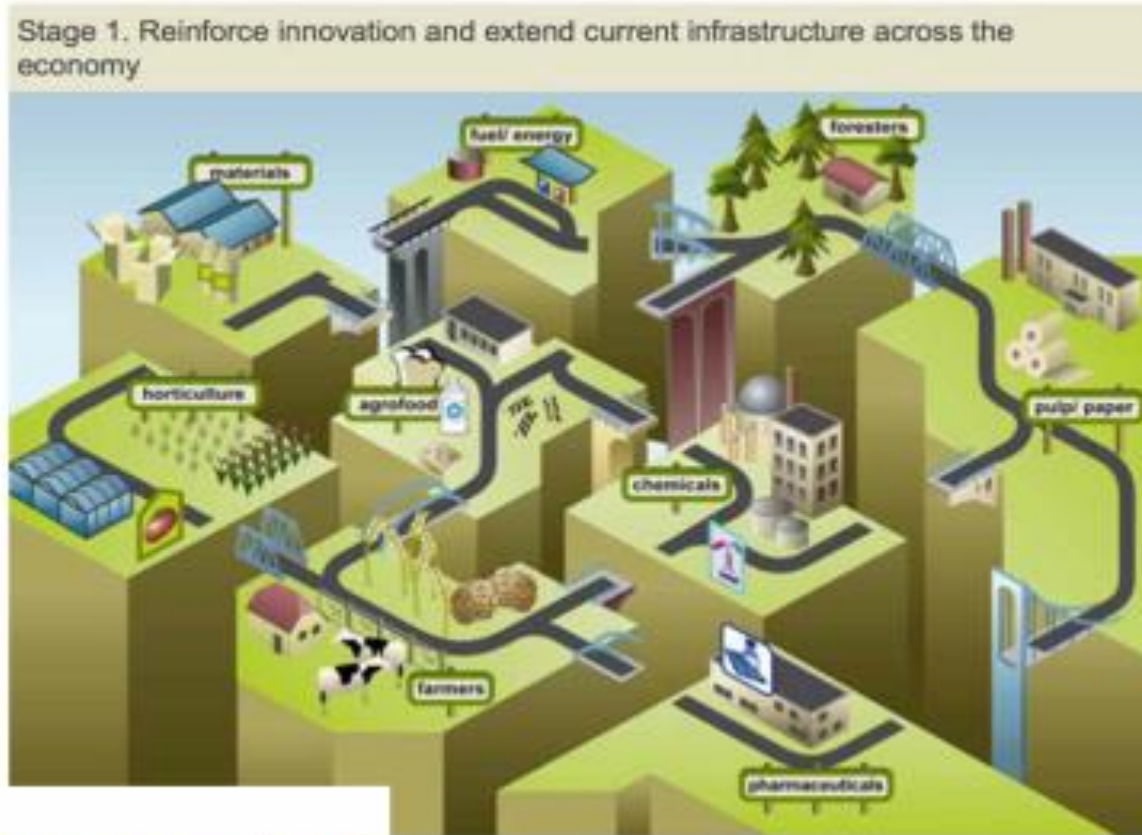 Stage 1. Reinforce innovation and extend current infrastructure across the
economy
fuel/ energy
foresters
materials
horticulture
agrofood
pulp/ paper
chemicals
farmers
pharmaceuticals